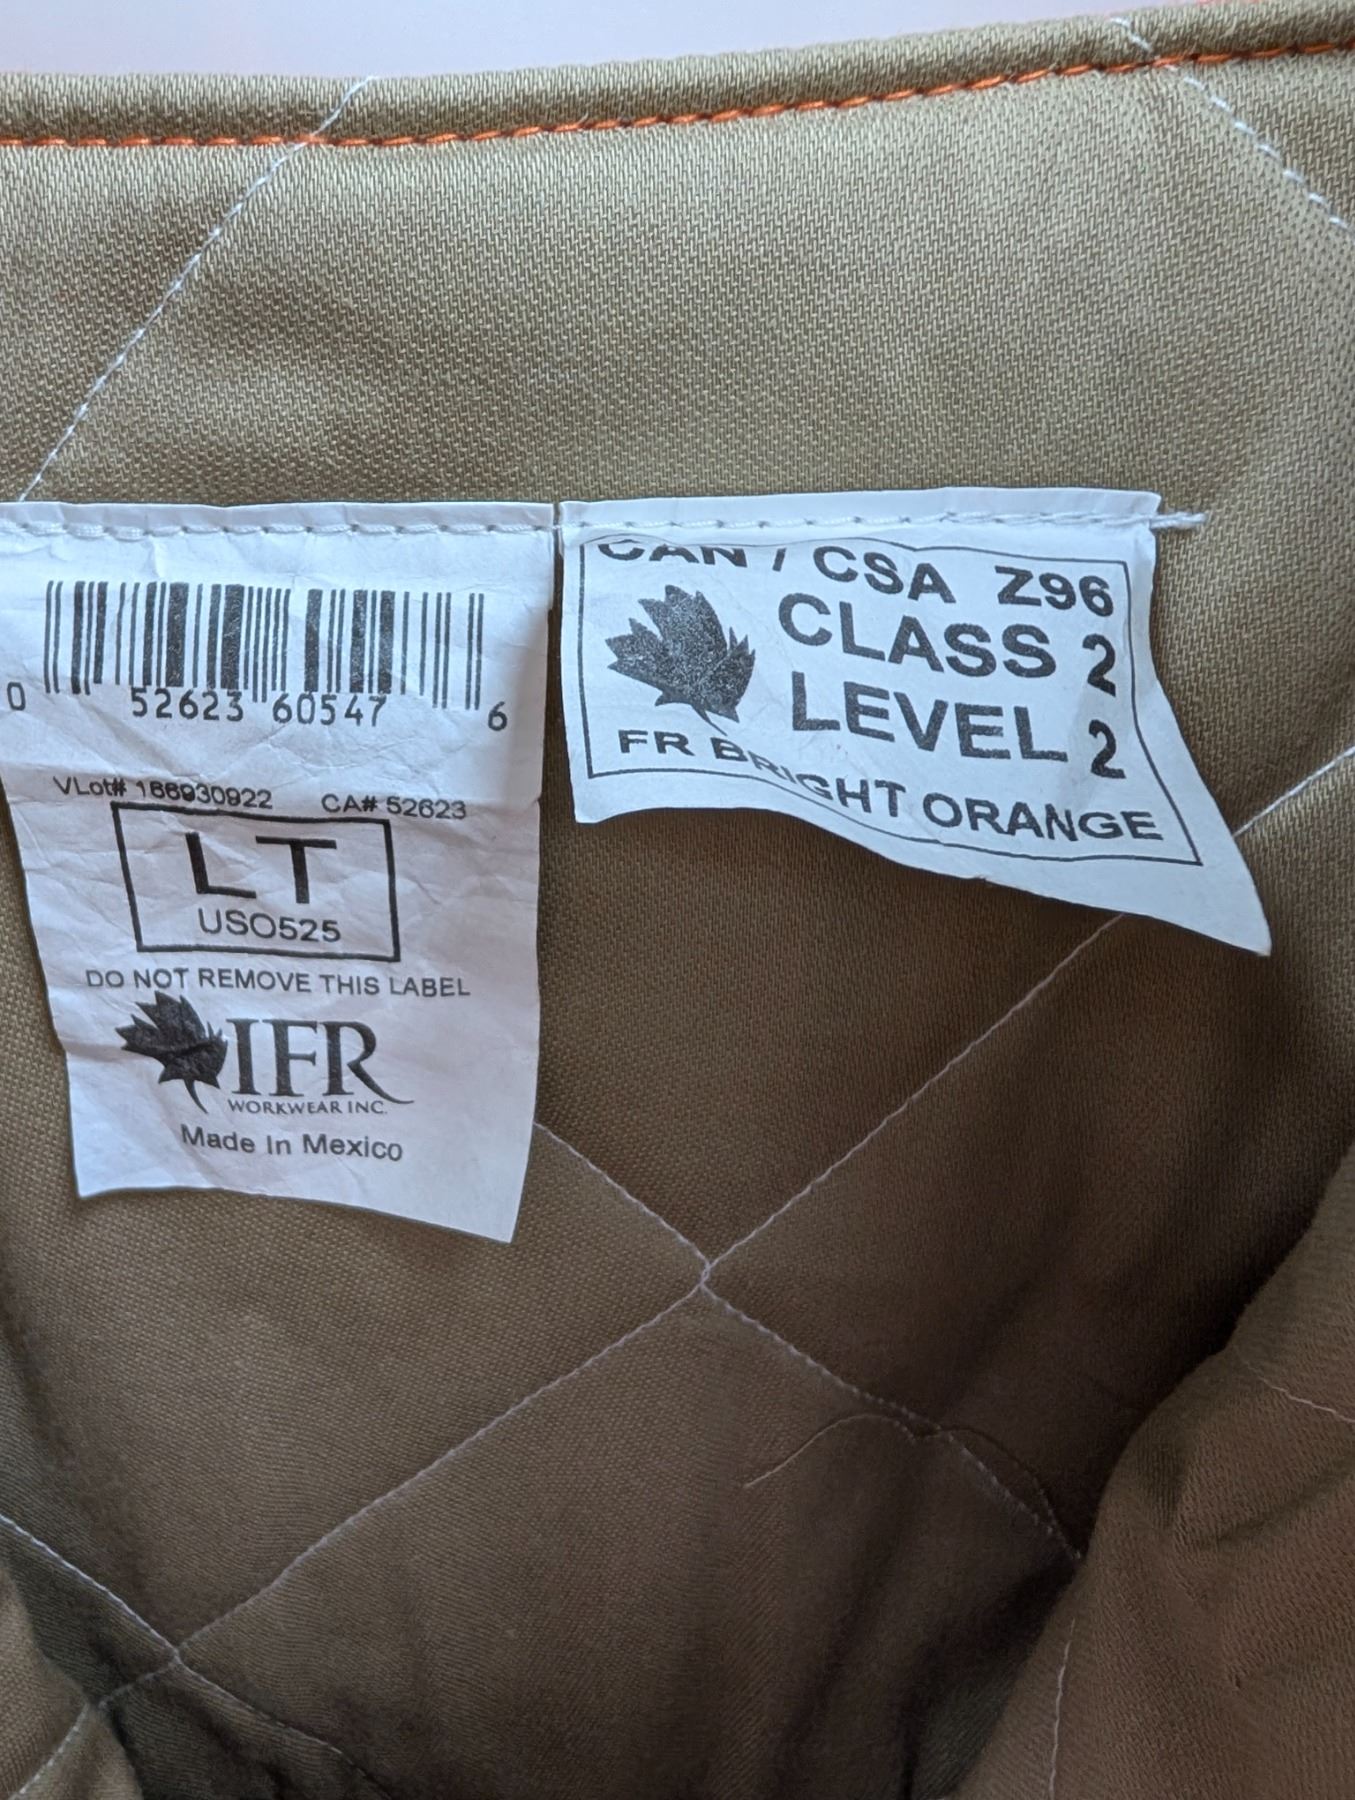 0 52623 60547 6
VLot# 166930922 CA# 52623
LT
USO525
DO NOT REMOVE THIS LABEL
IFR
WORKWEAR INC.
Made In Mexico
CAN / CSA Z96
CLASS 2
LEVEL 2
FR BRIGHT ORANGE